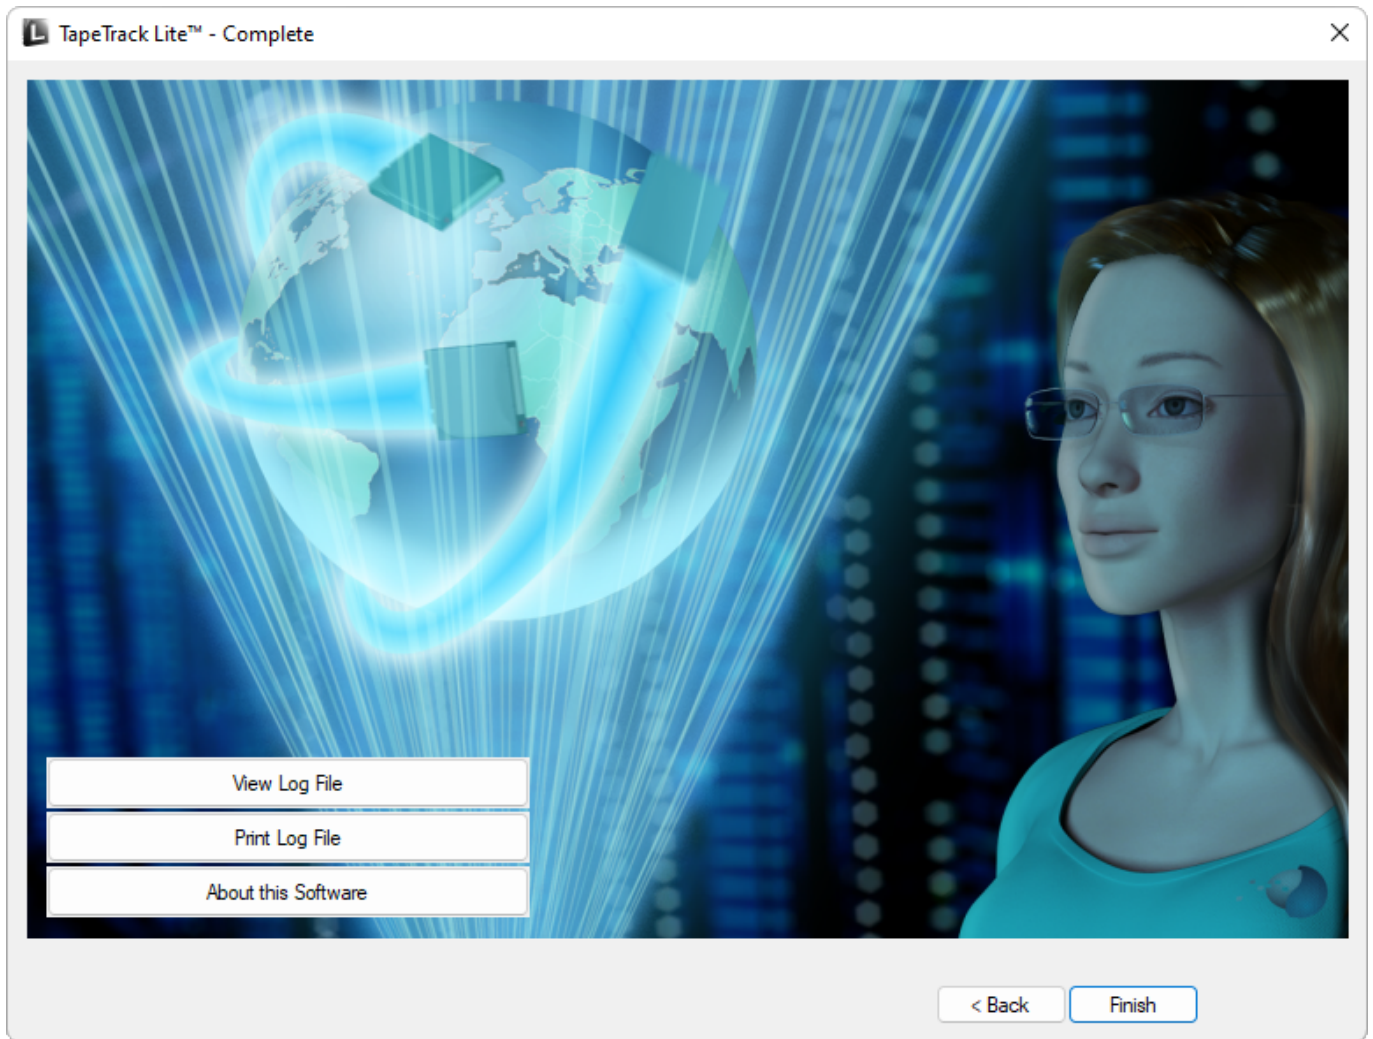 TapeTrack Lite™ - Complete
View Log File
Print Log File
About this Software
< Back
Finish